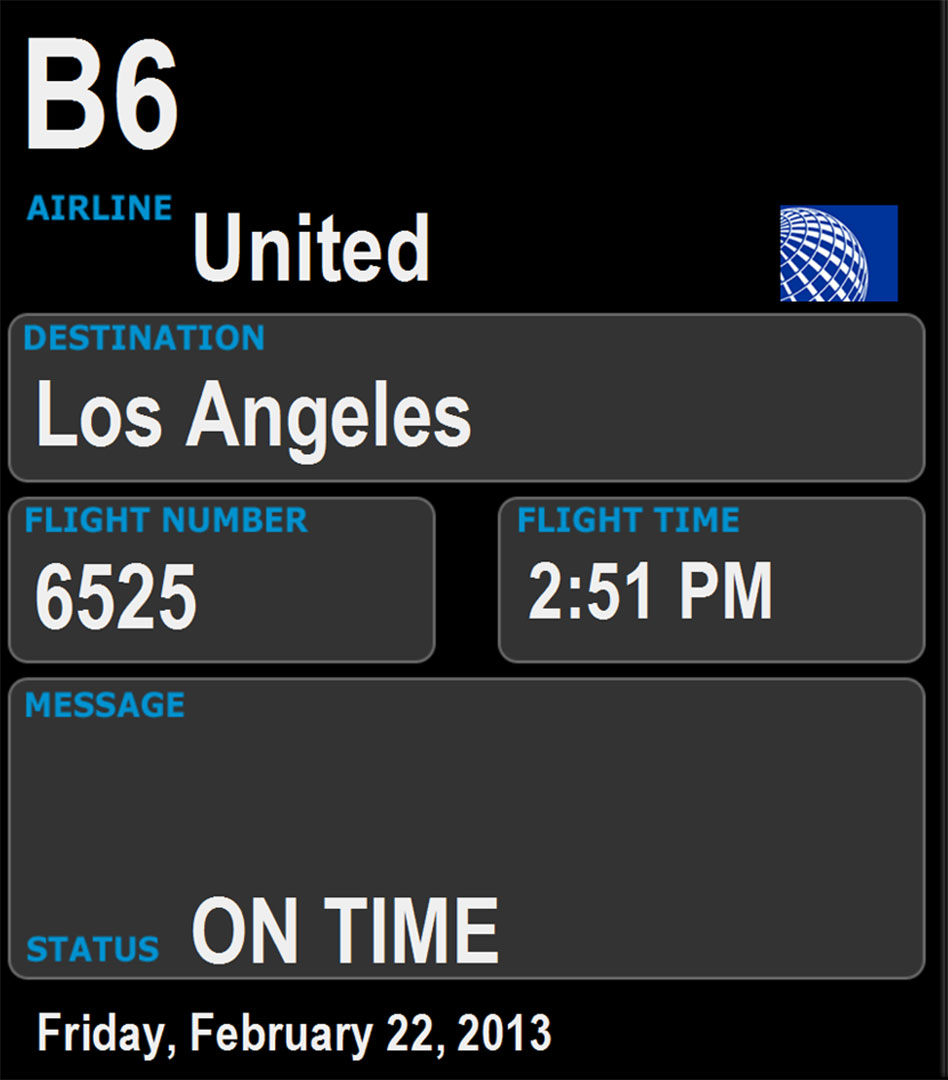 B6
AIRLINE United
DESTINATION
Los Angeles
FLIGHT NUMBER
6525
FLIGHT TIME
2:51 PM
MESSAGE
STATUS ON TIME
Friday, February 22, 2013